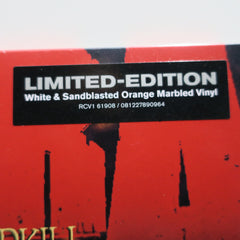 LIMITED-EDITION
White & Sandblasted Orange Marbled Vinyl
RCV1 61908 / 081227890964